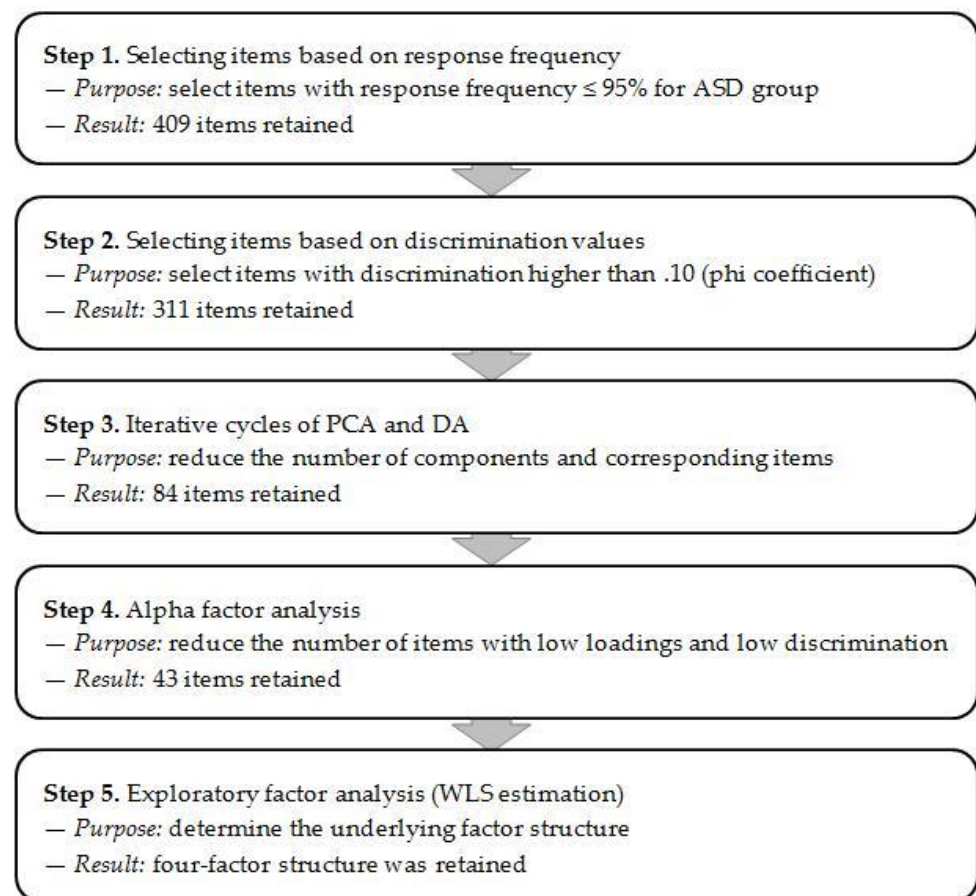 Step 1. Selecting items based on response frequency
— Purpose: select items with response frequency ≤ 95% for ASD group
— Result: 409 items retained
Step 2. Selecting items based on discrimination values
— Purpose: select items with discrimination higher than .10 (phi coefficient)
— Result: 311 items retained
Step 3. Iterative cycles of PCA and DA
— Purpose: reduce the number of components and corresponding items
— Result: 84 items retained
Step 4. Alpha factor analysis
— Purpose: reduce the number of items with low loadings and low discrimination
— Result: 43 items retained
Step 5. Exploratory factor analysis (WLS estimation)
— Purpose: determine the underlying factor structure
— Result: four-factor structure was retained